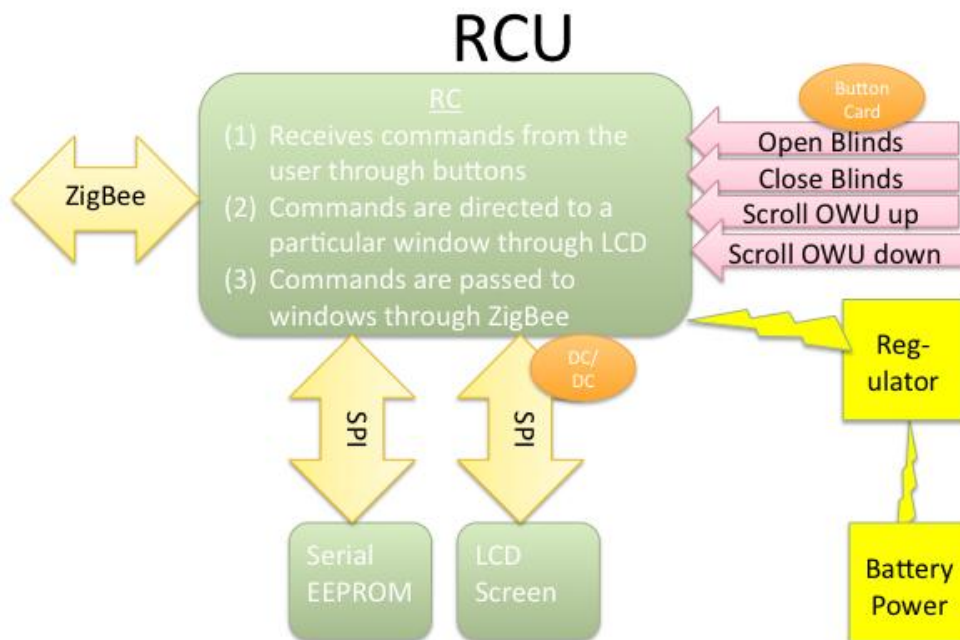 RCU
RC
(1) Receives commands from the
user through buttons
(2) Commands are directed to a
particular window through LCD
(3) Commands are passed to
windows through ZigBee
ZigBee
Button
Card
Open Blinds
Close Blinds
Scroll OWU up
Scroll OWU down
DC/
DC
Reg-
ulator
SPI
SPI
Serial
EEPROM
LCD
Screen
Battery
Power